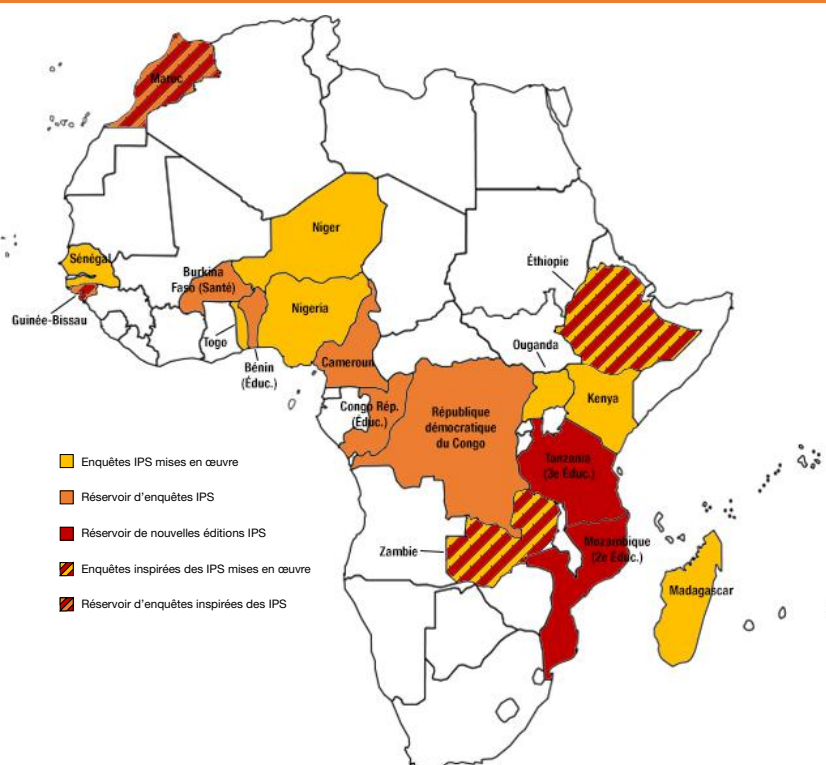 Maroc
Niger
Sénégal
Éthiopie
Burkina
Faso (Santé)
Nigeria
Guinée-Bissau
Togo
Ouganda
Bénin
(Éduc.)
Cameroun
Kenya
Congo Rép.
(Éduc.)
République
démocratique
du Congo
Tanzania
(3e Éduc.)
Zambie
Mozambique
(2e Éduc.)
Madagascar
Enquêtes IPS mises en œuvre
Réservoir d'enquêtes IPS
Réservoir de nouvelles éditions IPS
Enquêtes inspirées des IPS mises en œuvre
Réservoir d'enquêtes inspirées des IPS